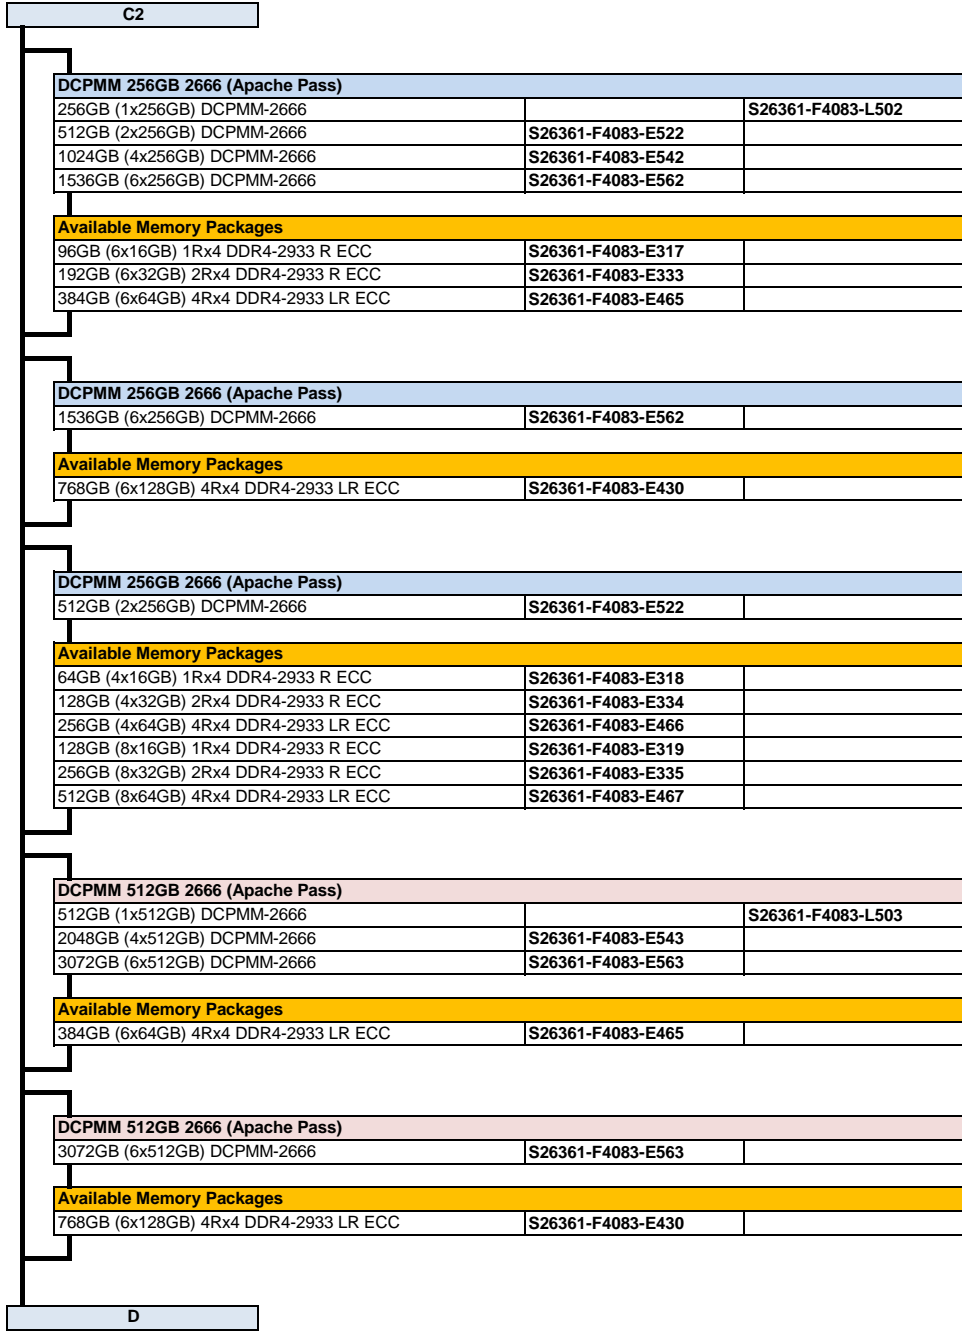 C2
DCPMM 256GB 2666 (Apache Pass)
256GB (1x256GB) DCPMM-2666 S26361-F4083-L502
512GB (2x256GB) DCPMM-2666 S26361-F4083-E522
1024GB (4x256GB) DCPMM-2666 S26361-F4083-E542
1536GB (6x256GB) DCPMM-2666 S26361-F4083-E562
Available Memory Packages
96GB (6x16GB) 1Rx4 DDR4-2933 R ECC S26361-F4083-E317
192GB (6x32GB) 2Rx4 DDR4-2933 R ECC S26361-F4083-E333
384GB (6x64GB) 4Rx4 DDR4-2933 LR ECC S26361-F4083-E465
DCPMM 256GB 2666 (Apache Pass)
1536GB (6x256GB) DCPMM-2666 S26361-F4083-E562
Available Memory Packages
768GB (6x128GB) 4Rx4 DDR4-2933 LR ECC S26361-F4083-E430
DCPMM 256GB 2666 (Apache Pass)
512GB (2x256GB) DCPMM-2666 S26361-F4083-E522
Available Memory Packages
64GB (4x16GB) 1Rx4 DDR4-2933 R ECC S26361-F4083-E318
128GB (4x32GB) 2Rx4 DDR4-2933 R ECC S26361-F4083-E334
256GB (4x64GB) 4Rx4 DDR4-2933 LR ECC S26361-F4083-E466
128GB (8x16GB) 1Rx4 DDR4-2933 R ECC S26361-F4083-E319
256GB (8x32GB) 2Rx4 DDR4-2933 R ECC S26361-F4083-E335
512GB (8x64GB) 4Rx4 DDR4-2933 LR ECC S26361-F4083-E467
DCPMM 512GB 2666 (Apache Pass)
512GB (1x512GB) DCPMM-2666 S26361-F4083-L503
2048GB (4x512GB) DCPMM-2666 S26361-F4083-E543
3072GB (6x512GB) DCPMM-2666 S26361-F4083-E563
Available Memory Packages
384GB (6x64GB) 4Rx4 DDR4-2933 LR ECC S26361-F4083-E465
DCPMM 512GB 2666 (Apache Pass)
3072GB (6x512GB) DCPMM-2666 S26361-F4083-E563
Available Memory Packages
768GB (6x128GB) 4Rx4 DDR4-2933 LR ECC S26361-F4083-E430
D